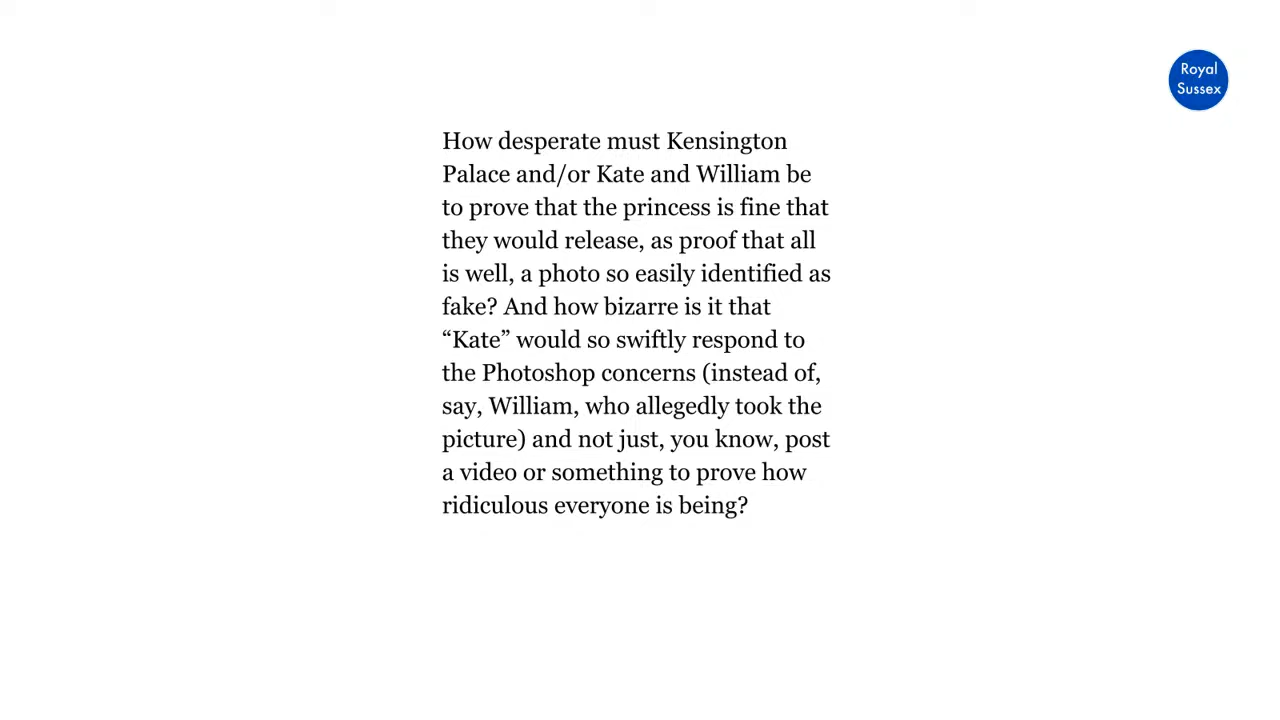 Royal
Sussex
How desperate must Kensington
Palace and/or Kate and William be
to prove that the princess is fine that
they would release, as proof that all
is well, a photo so easily identified as
fake? And how bizarre is it that
“Kate” would so swiftly respond to
the Photoshop concerns (instead of,
say, William, who allegedly took the
picture) and not just, you know, post
a video or something to prove how
ridiculous everyone is being?